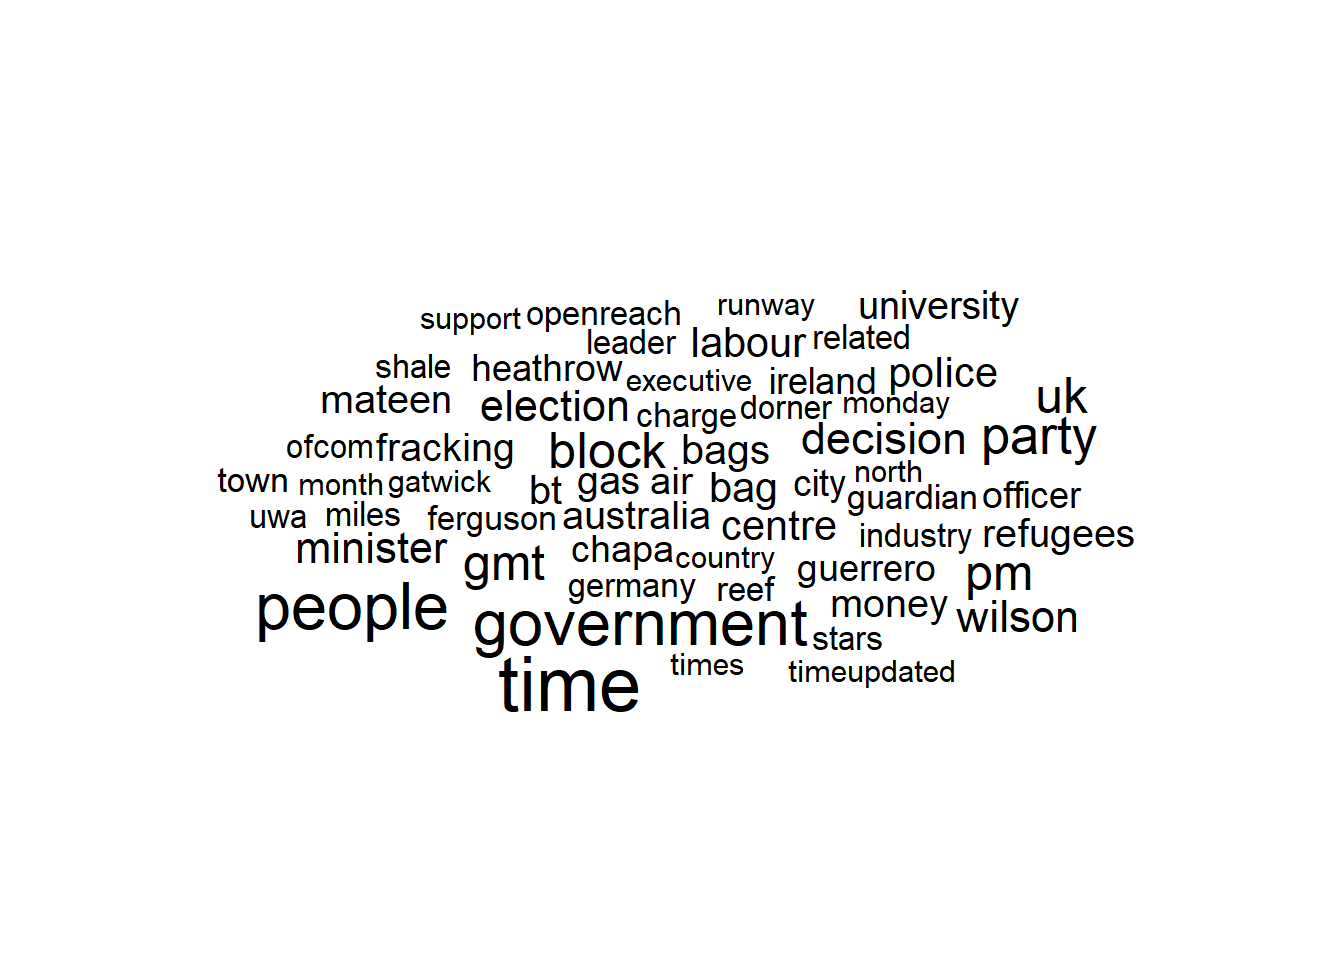 support openreach runway university
leader labour related
shale heathrow executive ireland police
mateen election charge dorner monday uk
ofcom fracking block bags decision party
town month gatwick bt gas air bag city north
uwa miles ferguson australia centre guardian officer
minister gmt chapa country industry refugees
germany reef guerrero pm
people government money wilson
stars
time times timeupdated